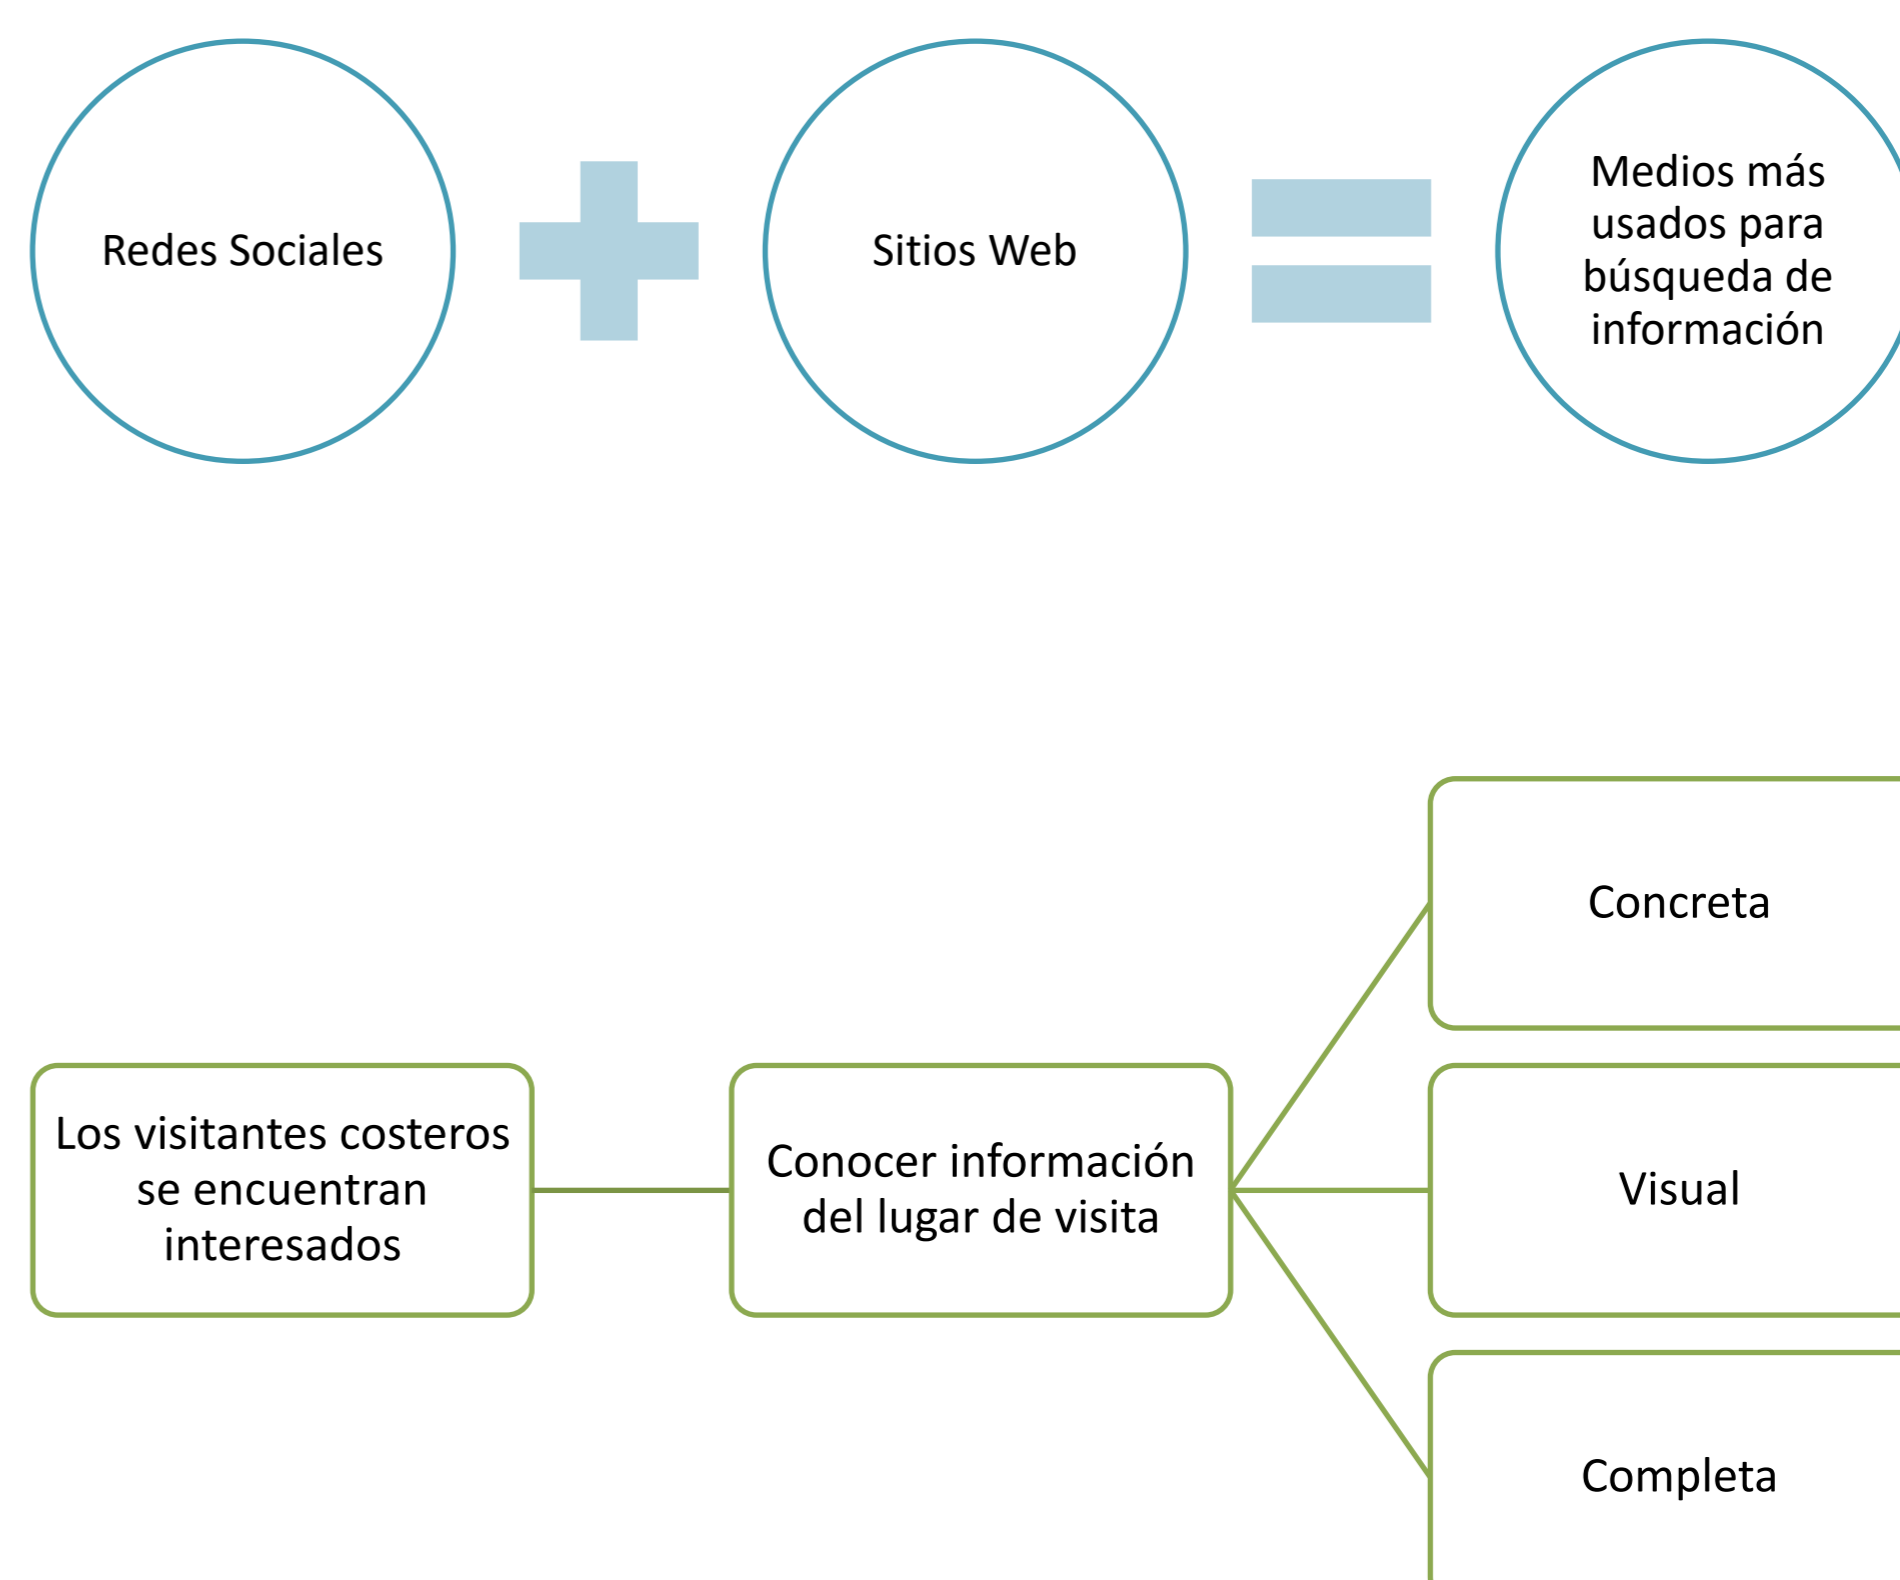 Redes Sociales
Sitios Web
Medios más
usados para
búsqueda de
información
Los visitantes costeros
se encuentran
interesados
Conocer información
del lugar de visita
Concreta
Visual
Completa